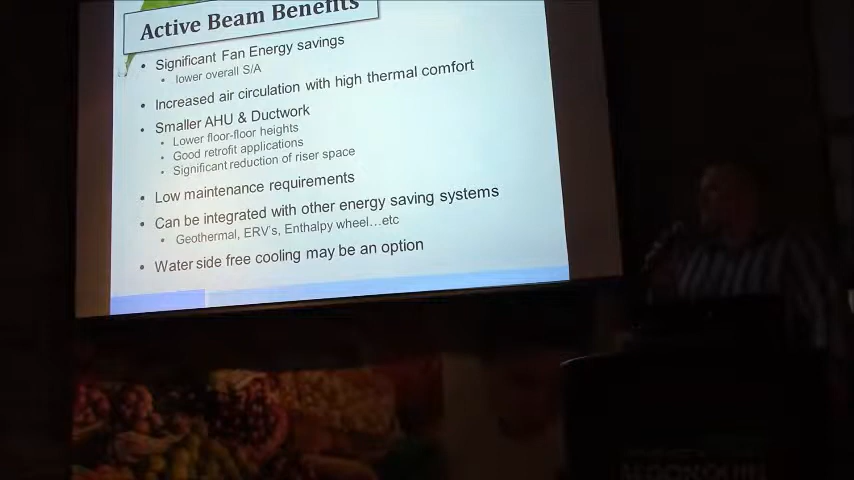 Active Beam Benefits
• Significant Fan Energy savings
• lower overall S/A
• Increased air circulation with high thermal comfort
• Smaller AHU & Ductwork
• Lower floor-floor heights
• Good retrofit applications
• Significant reduction of riser space
• Low maintenance requirements
• Can be integrated with other energy saving systems
• Geothermal, ERV's, Enthalpy wheel...etc
• Water side free cooling may be an option